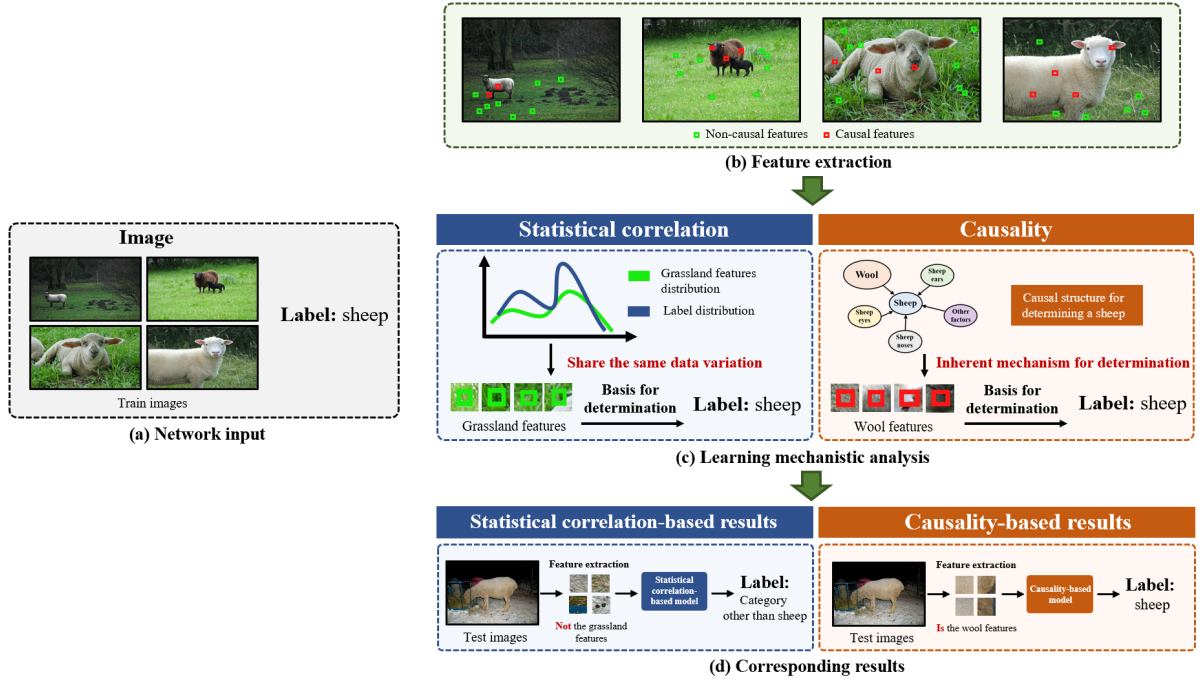 Image
Label: sheep
Train images
(a) Network input
Non-causal features
Causal features
(b) Feature extraction
Statistical correlation
Grassland features
distribution
Label distribution
Share the same data variation
Basis for
determination
Label: sheep
Grassland features
Causality
Wool
Sheep
ears
Sheep
Sheep
eyes
Other
factors
Sheep
noses
Causal structure for
determining a sheep
Inherent mechanism for determination
Basis for
determination
Label: sheep
Wool features
(c) Learning mechanistic analysis
Statistical correlation-based results
Test images
Feature extraction
Not the grassland
features
Statistical
correlation-
based model
Label:
Category
other than sheep
Causality-based results
Test images
Feature extraction
Is the wool features
Causality-based
model
Label:
sheep
(d) Corresponding results